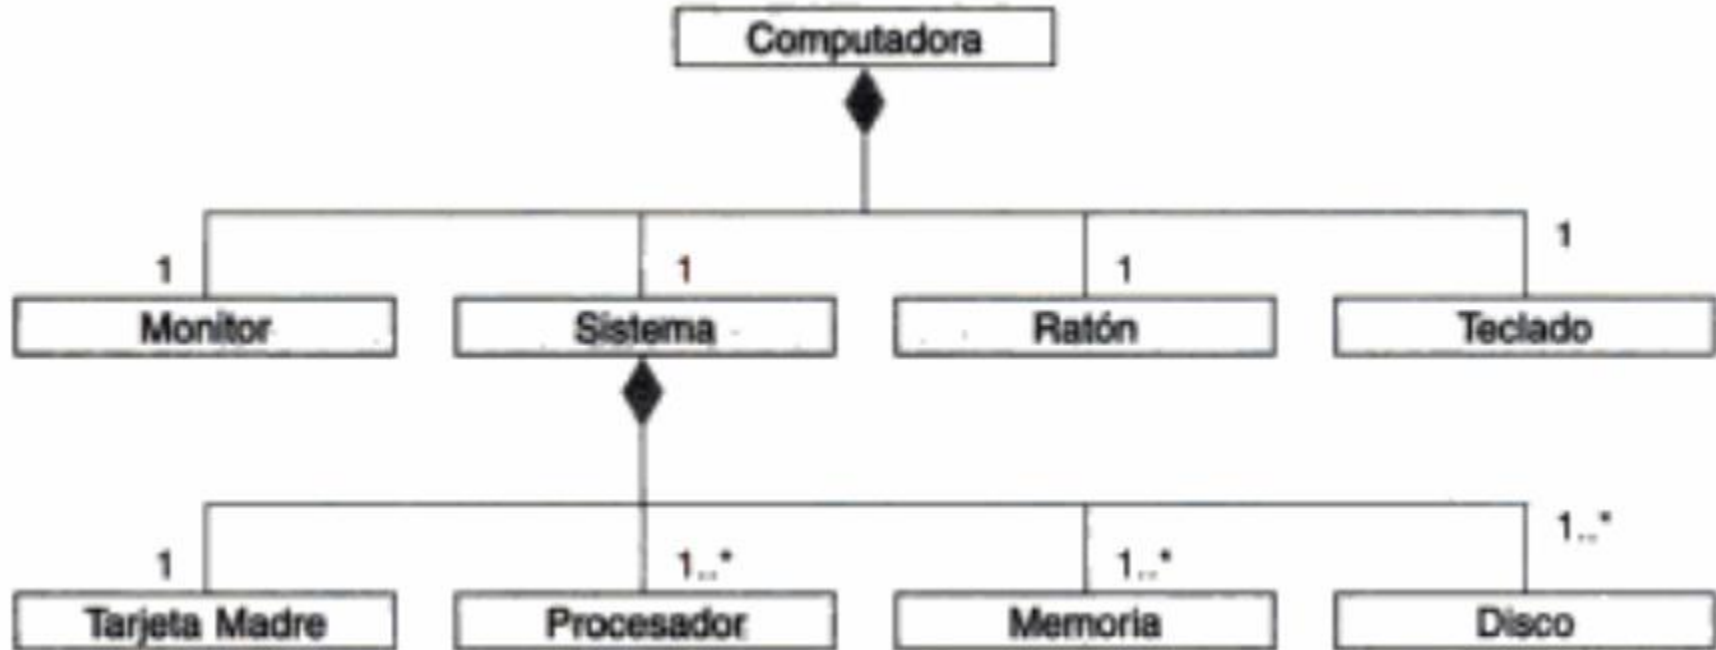 Computadora
1
1
1
1
Monitor
Sistema
Ratón
Teclado
1
1..*
1..*
1..*
Tarjeta Madre
Procesador
Memoria
Disco